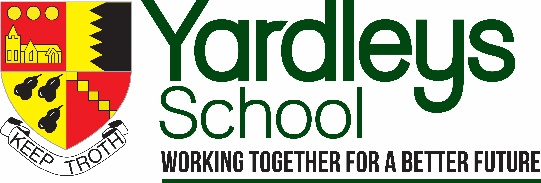 Yardleys
School
WORKING TOGETHER FOR A BETTER FUTURE
KEEP TROTH